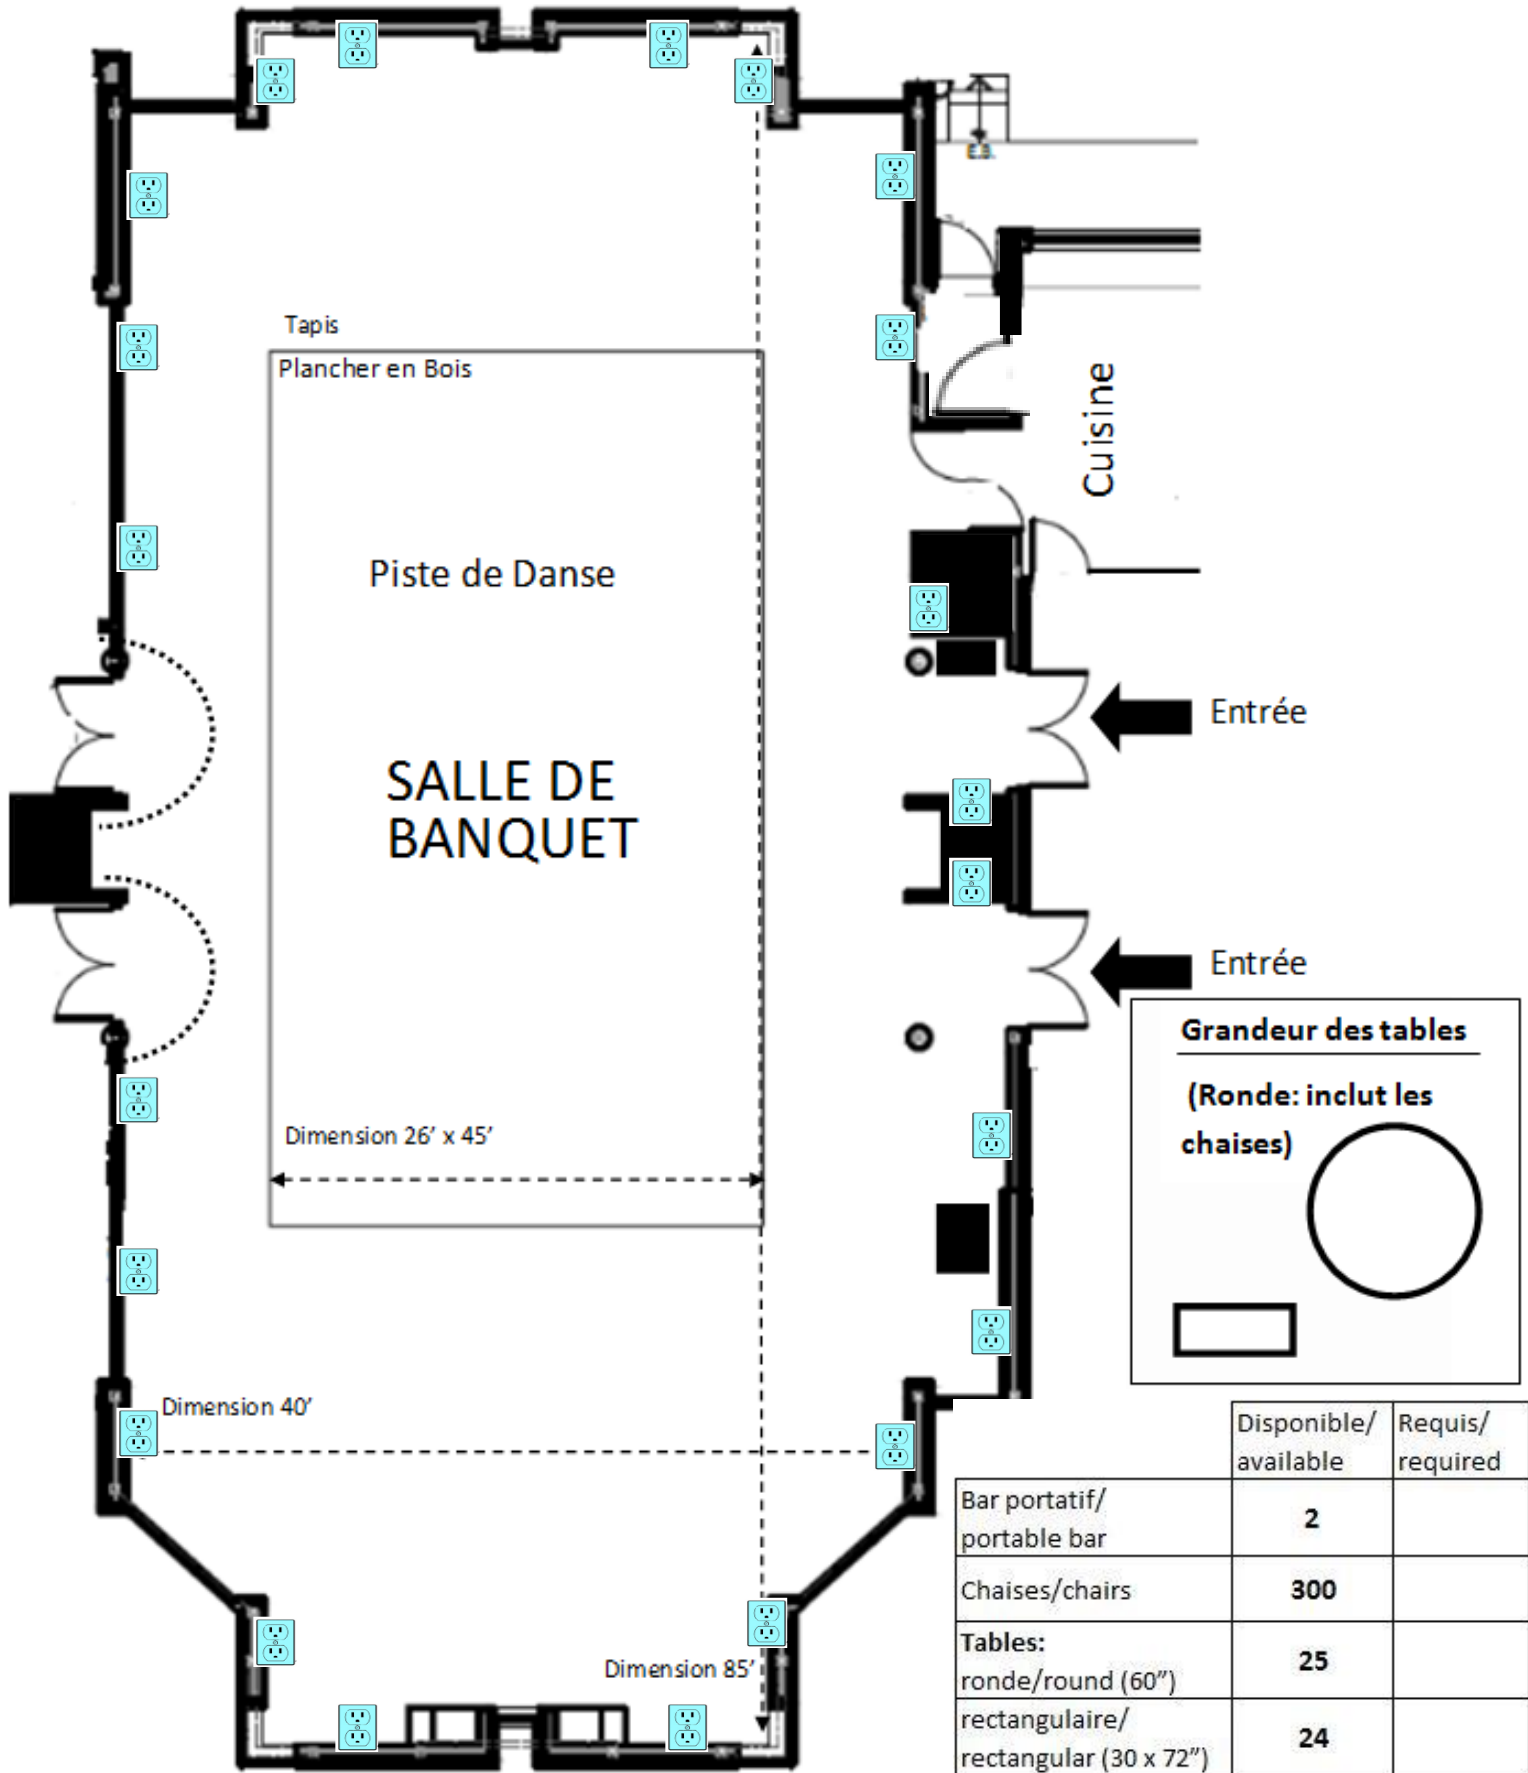 E.B.
Tapis
Plancher en Bois
Cuisine
Piste de Danse
Entrée
SALLE DE
BANQUET
Entrée
Grandeur des tables
(Ronde: inclut les
chaises)
Dimension 26’ x 45’
Dimension 40’
Dimension 85’
Disponible/
available
Requis/
required
Bar portatif/
portable bar
2
Chaises/chairs
300
Tables:
ronde/round (60”)
25
rectangulaire/
rectangular (30 x 72”)
24